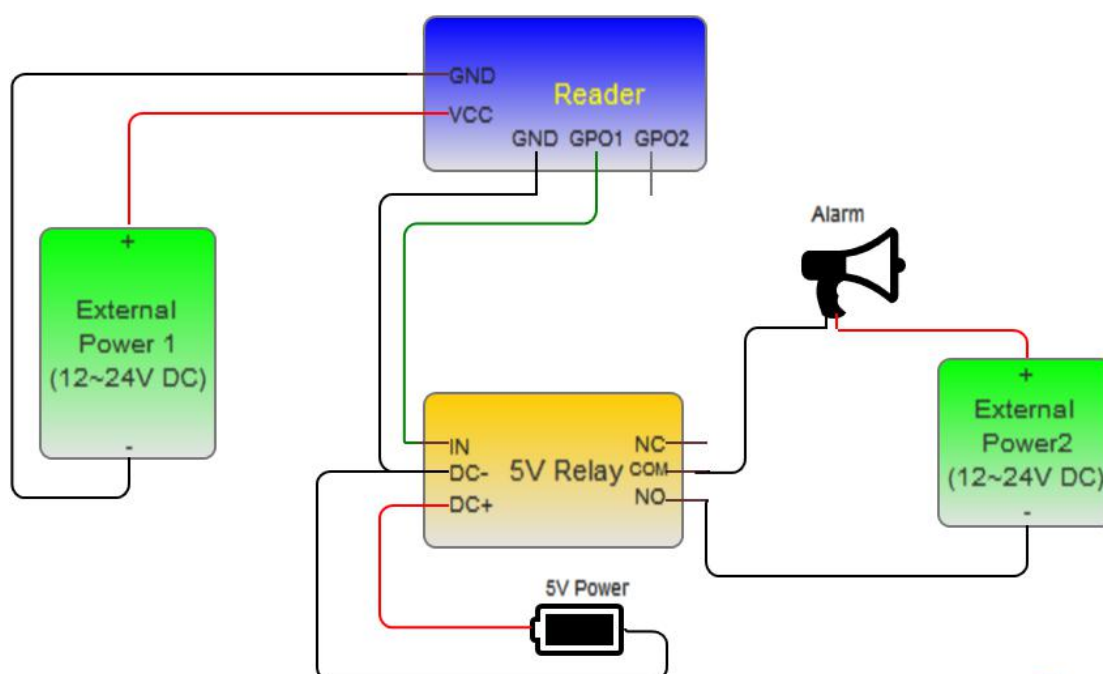 GND
VCC
Reader
GND GPO1 GPO2
Alarm
+
External
Power 1
(12~24V DC)
-
+
External
Power2
(12~24V DC)
-
IN
DC-
DC+
5V Relay
NC
COM
NO
5V Power